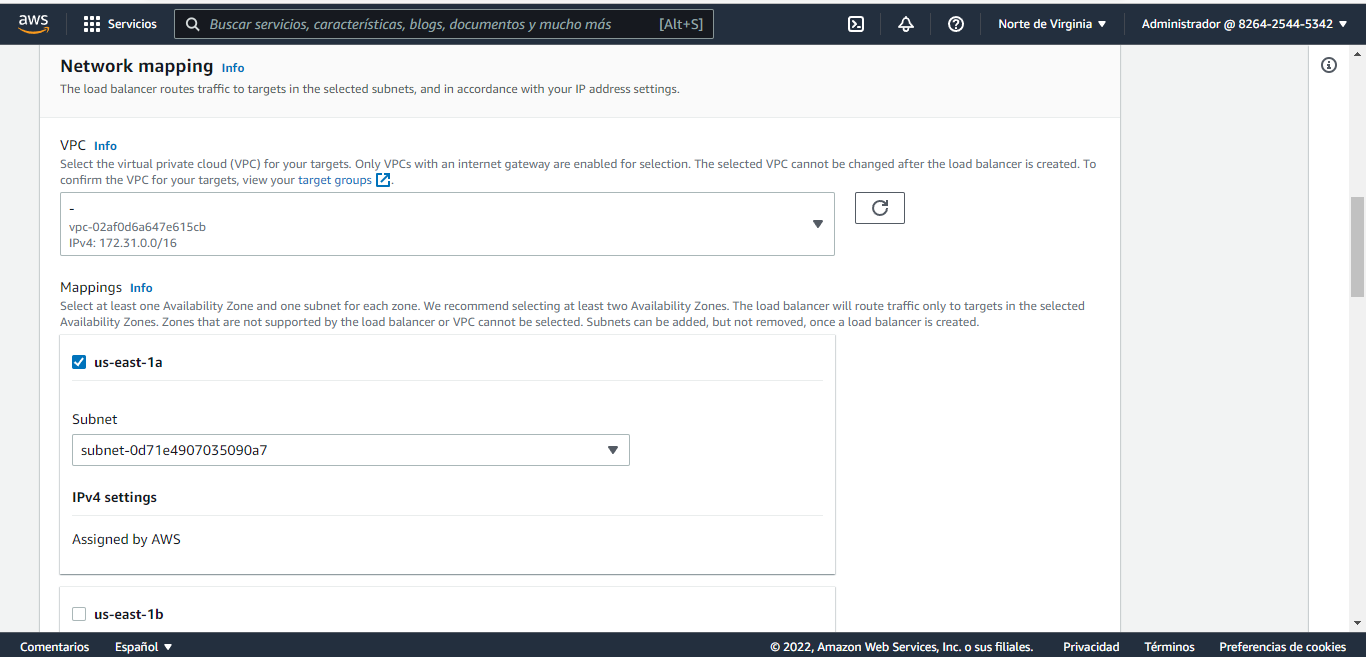 aws
Servicios
Buscar servicios, características, blogs, documentos y mucho más
[Alt+S]
Norte de Virginia
Administrador @ 8264-2544-5342
Network mapping Info
The load balancer routes traffic to targets in the selected subnets, and in accordance with your IP address settings.
VPC Info
Select the virtual private cloud (VPC) for your targets. Only VPCs with an internet gateway are enabled for selection. The selected VPC cannot be changed after the load balancer is created. To
confirm the VPC for your targets, view your target groups.
-
vpc-02af0d6a647e615cb
IPv4: 172.31.0.0/16
Mappings Info
Select at least one Availability Zone and one subnet for each zone. We recommend selecting at least two Availability Zones. The load balancer will route traffic only to targets in the selected
Availability Zones. Zones that are not supported by the load balancer or VPC cannot be selected. Subnets can be added, but not removed, once a load balancer is created.
us-east-1a
Subnet
subnet-0d71e4907035090a7
IPv4 settings
Assigned by AWS
us-east-1b
Comentarios
Español
© 2022, Amazon Web Services, Inc. o sus filiales.
Privacidad
Términos
Preferencias de cookies